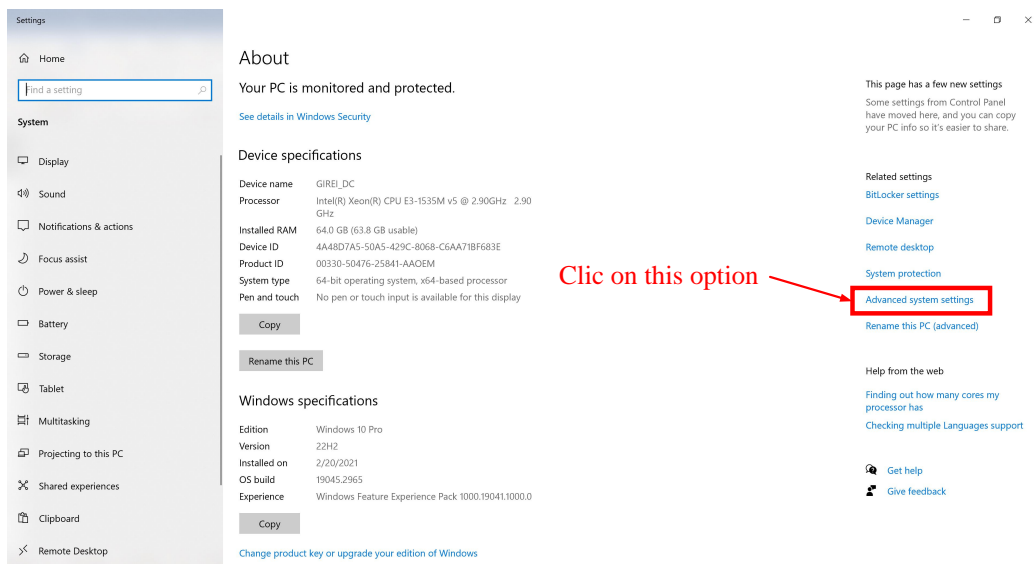 Settings
Home
Find a setting
System
Display
Sound
Notifications & actions
Focus assist
Power & sleep
Battery
Storage
Tablet
Multitasking
Projecting to this PC
Shared experiences
Clipboard
Remote Desktop
About
Your PC is monitored and protected.
See details in Windows Security
Device specifications
Device name GIREI_DC
Processor Intel(R) Xeon(R) CPU E3-1535M v5 @ 2.90GHz 2.90
GHz
Installed RAM 64.0 GB (63.8 GB usable)
Device ID 4A48D7A5-50A5-429C-8068-C6AA71BF683E
Product ID 00330-50476-25841-AAOEM
System type 64-bit operating system, x64-based processor
Pen and touch No pen or touch input is available for this display
Copy
Rename this PC
Windows specifications
Edition Windows 10 Pro
Version 22H2
Installed on 2/20/2021
OS build 19045.2965
Experience Windows Feature Experience Pack 1000.19041.1000.0
Copy
Change product key or upgrade your edition of Windows
Clic on this option
This page has a few new settings
Some settings from Control Panel
have moved here, and you can copy
your PC info so it's easier to share.
Related settings
BitLocker settings
Device Manager
Remote desktop
System protection
Advanced system settings
Rename this PC (advanced)
Help from the web
Finding out how many cores my
processor has
Checking multiple Languages support
Get help
Give feedback